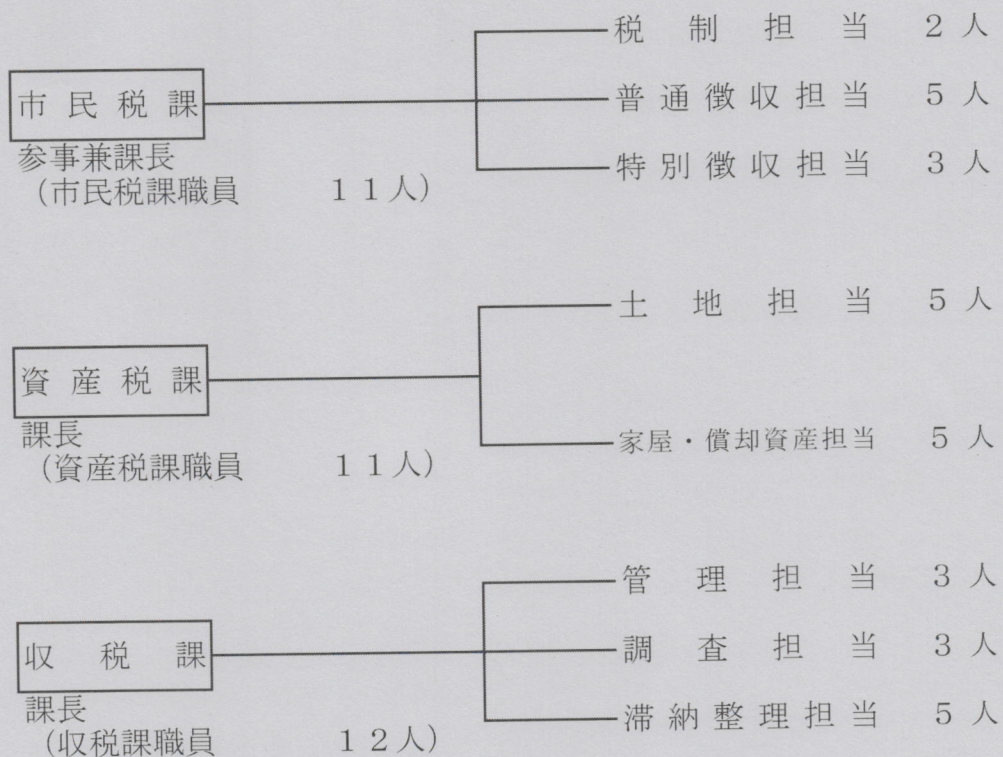 税制担当 2人
市民税課
普通徴収担当 5人
参事兼課長
特別徴収担当 3人
（市民税課職員 11人）
土地担当 5人
資産税課
課長
家屋・償却資産担当 5人
（資産税課職員 11人）
管理担当 3人
収税課
調査担当 3人
課長
滞納整理担当 5人
（収税課職員 12人）